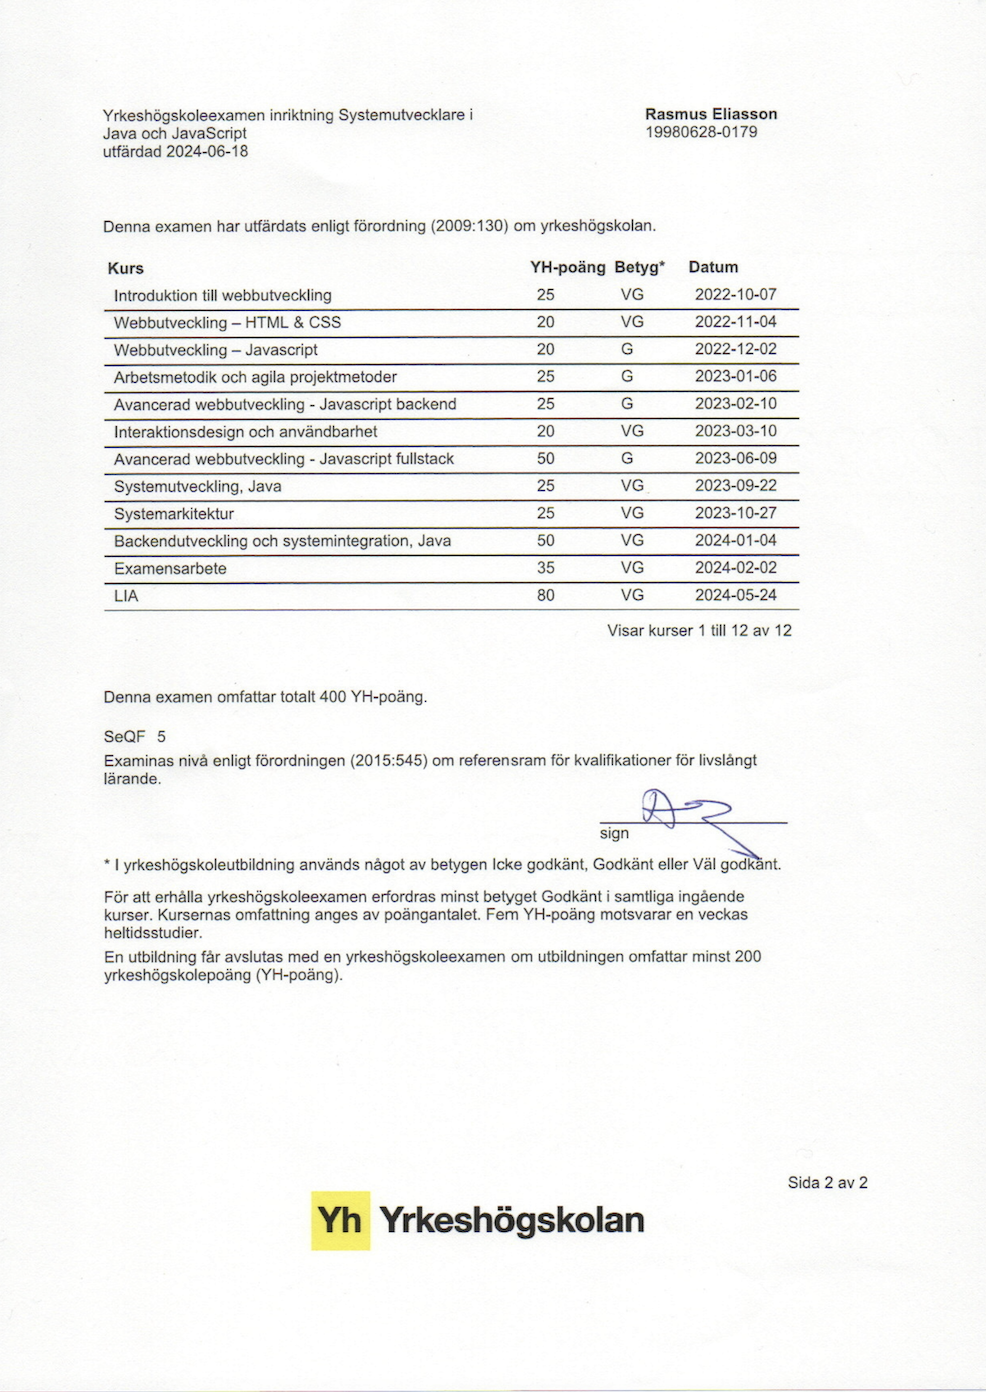 Yrkeshögskoleexamen inriktning Systemutvecklare i
Java och JavaScript
utfärdad 2024-06-18
Rasmus Eliasson
19980628-0179
Denna examen har utfärdats enligt förordning (2009:130) om yrkeshögskolan.
Kurs YH-poäng Betyg* Datum
Introduktion till webbutveckling 25 VG 2022-10-07
Webbutveckling – HTML & CSS 20 VG 2022-11-04
Webbutveckling – Javascript 20 G 2022-12-02
Arbetsmetodik och agila projektmetoder 25 G 2023-01-06
Avancerad webbutveckling - Javascript backend 25 G 2023-02-10
Interaktionsdesign och användbarhet 20 VG 2023-03-10
Avancerad webbutveckling - Javascript fullstack 50 G 2023-06-09
Systemutveckling, Java 25 VG 2023-09-22
Systemarkitektur 25 VG 2023-10-27
Backendutveckling och systemintegration, Java 50 VG 2024-01-04
Examensarbete 35 VG 2024-02-02
LIA 80 VG 2024-05-24
Visar kurser 1 till 12 av 12
Denna examen omfattar totalt 400 YH-poäng.
SeQF 5
Examinas nivå enligt förordningen (2015:545) om referensram för kvalifikationer för livslångt
lärande.
sign
* I yrkeshögskoleutbildning används något av betygen Icke godkänt, Godkänt eller Väl godkänt.
För att erhålla yrkeshögskoleexamen erfordras minst betyget Godkänt i samtliga ingående
kurser. Kursernas omfattning anges av poängantalet. Fem YH-poäng motsvarar en veckas
heltidsstudier.
En utbildning får avslutas med en yrkeshögskoleexamen om utbildningen omfattar minst 200
yrkeshögskolepoäng (YH-poäng).
Sida 2 av 2
Yh Yrkeshögskolan